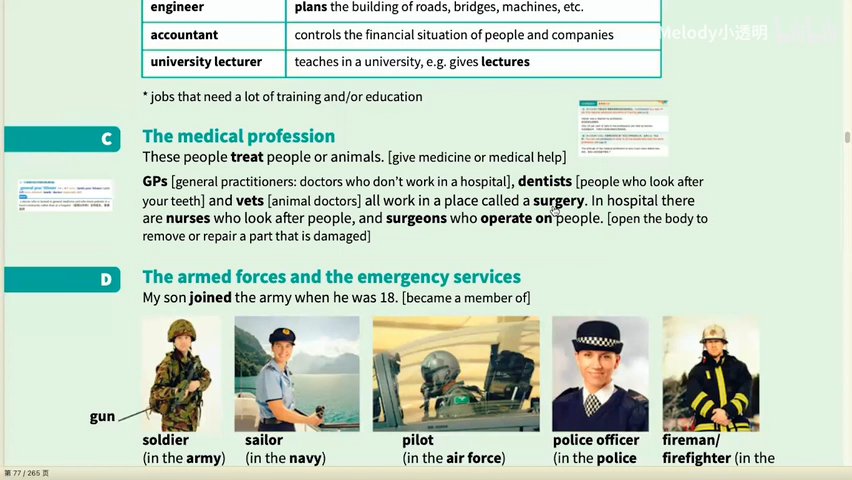 engineer plans the building of roads, bridges, machines, etc.
accountant controls the financial situation of people and companies
university lecturer teaches in a university, e.g. gives lectures
Melody小透明
* jobs that need a lot of training and/or education
C The medical profession
These people treat people or animals. [give medicine or medical help]
GPs [general practitioners: doctors who don't work in a hospital], dentists [people who look after
your teeth] and vets [animal doctors] all work in a place called a surgery. In hospital there
are nurses who look after people, and surgeons who operate on people. [open the body to
remove or repair a part that is damaged]
D The armed forces and the emergency services
My son joined the army when he was 18. [became a member of]
gun
soldier
(in the army)
sailor
(in the navy)
pilot
(in the air force)
police officer
(in the police
fireman/
firefighter (in the
第 77 / 265 页